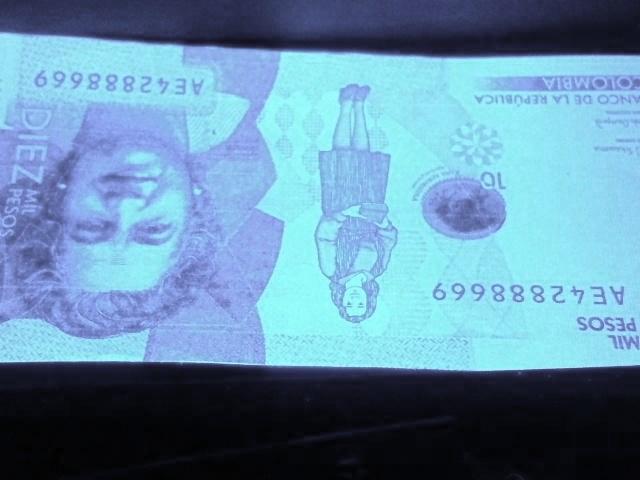 COLOMBIA
BANCO DE LA REPÚBLICA
10
AE42888669
MIL
PESOS
AE42888669
DIEZ MIL
PESOS